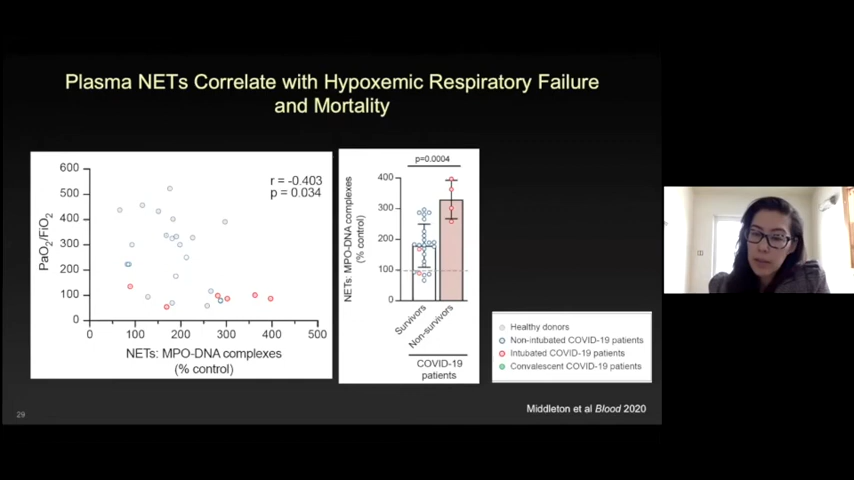 Plasma NETs Correlate with Hypoxemic Respiratory Failure
and Mortality
600
500
400
300
200
100
0
PaO2/FiO2
r = -0.403
p = 0.034
0
100
200
300
400
500
NETs: MPO-DNA complexes
(% control)
p=0.0004
400
300
200
100
0
NETs: MPO-DNA complexes
(% control)
Survivors
Non-survivors
COVID-19
patients
Healthy donors
Non-intubated COVID-19 patients
Intubated COVID-19 patients
Convalescent COVID-19 patients
Middleton et al Blood 2020
29